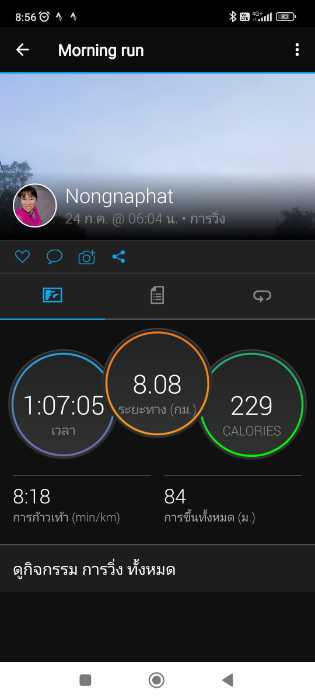 8:56
Morning run
Nongnaphat
24 ก.ค. @ 06:04 น. • การวิ่ง
1:07:05
เวลา
8.08
ระยะทาง (กม.)
229
CALORIES
8:18
การก้าวเท้า (min/km)
84
การขึ้นทั้งหมด (ม.)
ดูกิจกรรม การวิ่ง ทั้งหมด